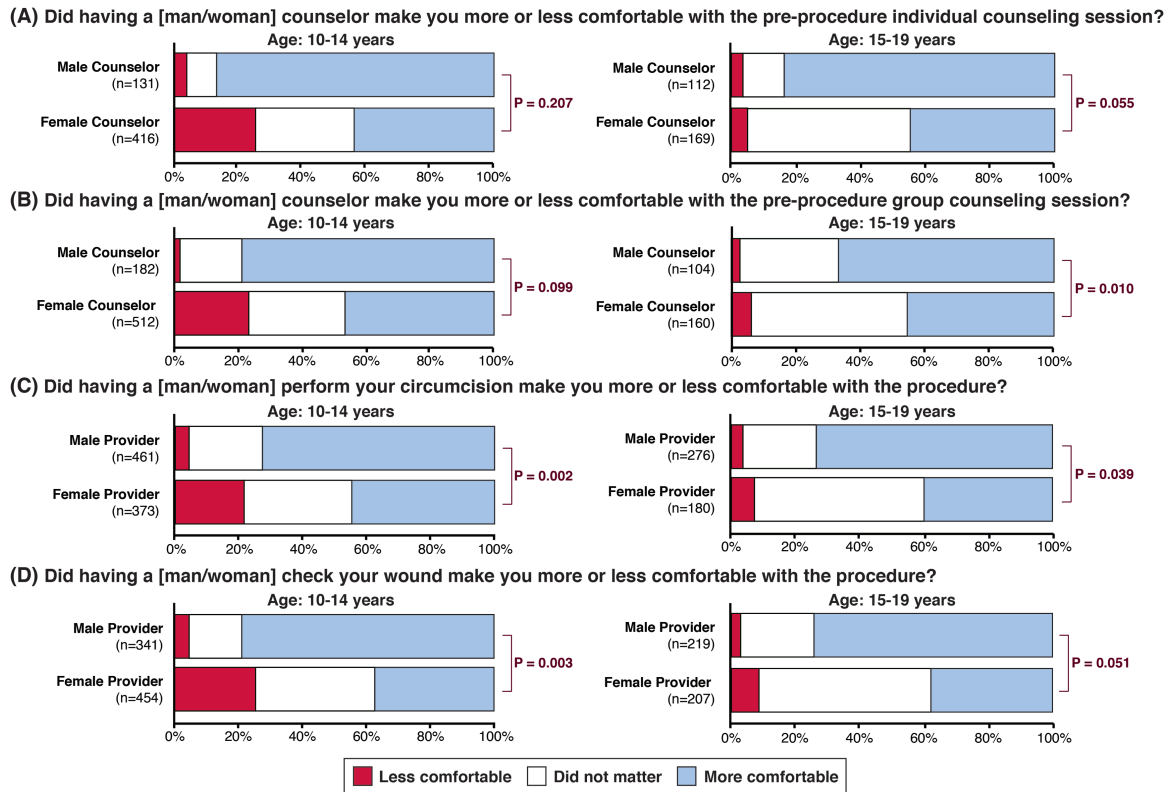 (A) Did having a [man/woman] counselor make you more or less comfortable with the pre-procedure individual counseling session?
Age: 10-14 years
Male Counselor
(n=131)
Female Counselor
(n=416)
P = 0.207
0% 20% 40% 60% 80% 100%
Age: 15-19 years
Male Counselor
(n=112)
Female Counselor
(n=169)
P = 0.055
0% 20% 40% 60% 80% 100%
(B) Did having a [man/woman] counselor make you more or less comfortable with the pre-procedure group counseling session?
Age: 10-14 years
Male Counselor
(n=182)
Female Counselor
(n=512)
P = 0.099
0% 20% 40% 60% 80% 100%
Age: 15-19 years
Male Counselor
(n=104)
Female Counselor
(n=160)
P = 0.010
0% 20% 40% 60% 80% 100%
(C) Did having a [man/woman] perform your circumcision make you more or less comfortable with the procedure?
Age: 10-14 years
Male Provider
(n=461)
Female Provider
(n=373)
P = 0.002
0% 20% 40% 60% 80% 100%
Age: 15-19 years
Male Provider
(n=276)
Female Provider
(n=180)
P = 0.039
0% 20% 40% 60% 80% 100%
(D) Did having a [man/woman] check your wound make you more or less comfortable with the procedure?
Age: 10-14 years
Male Provider
(n=341)
Female Provider
(n=454)
P = 0.003
0% 20% 40% 60% 80% 100%
Age: 15-19 years
Male Provider
(n=219)
Female Provider
(n=207)
P = 0.051
0% 20% 40% 60% 80% 100%
Less comfortable Did not matter More comfortable